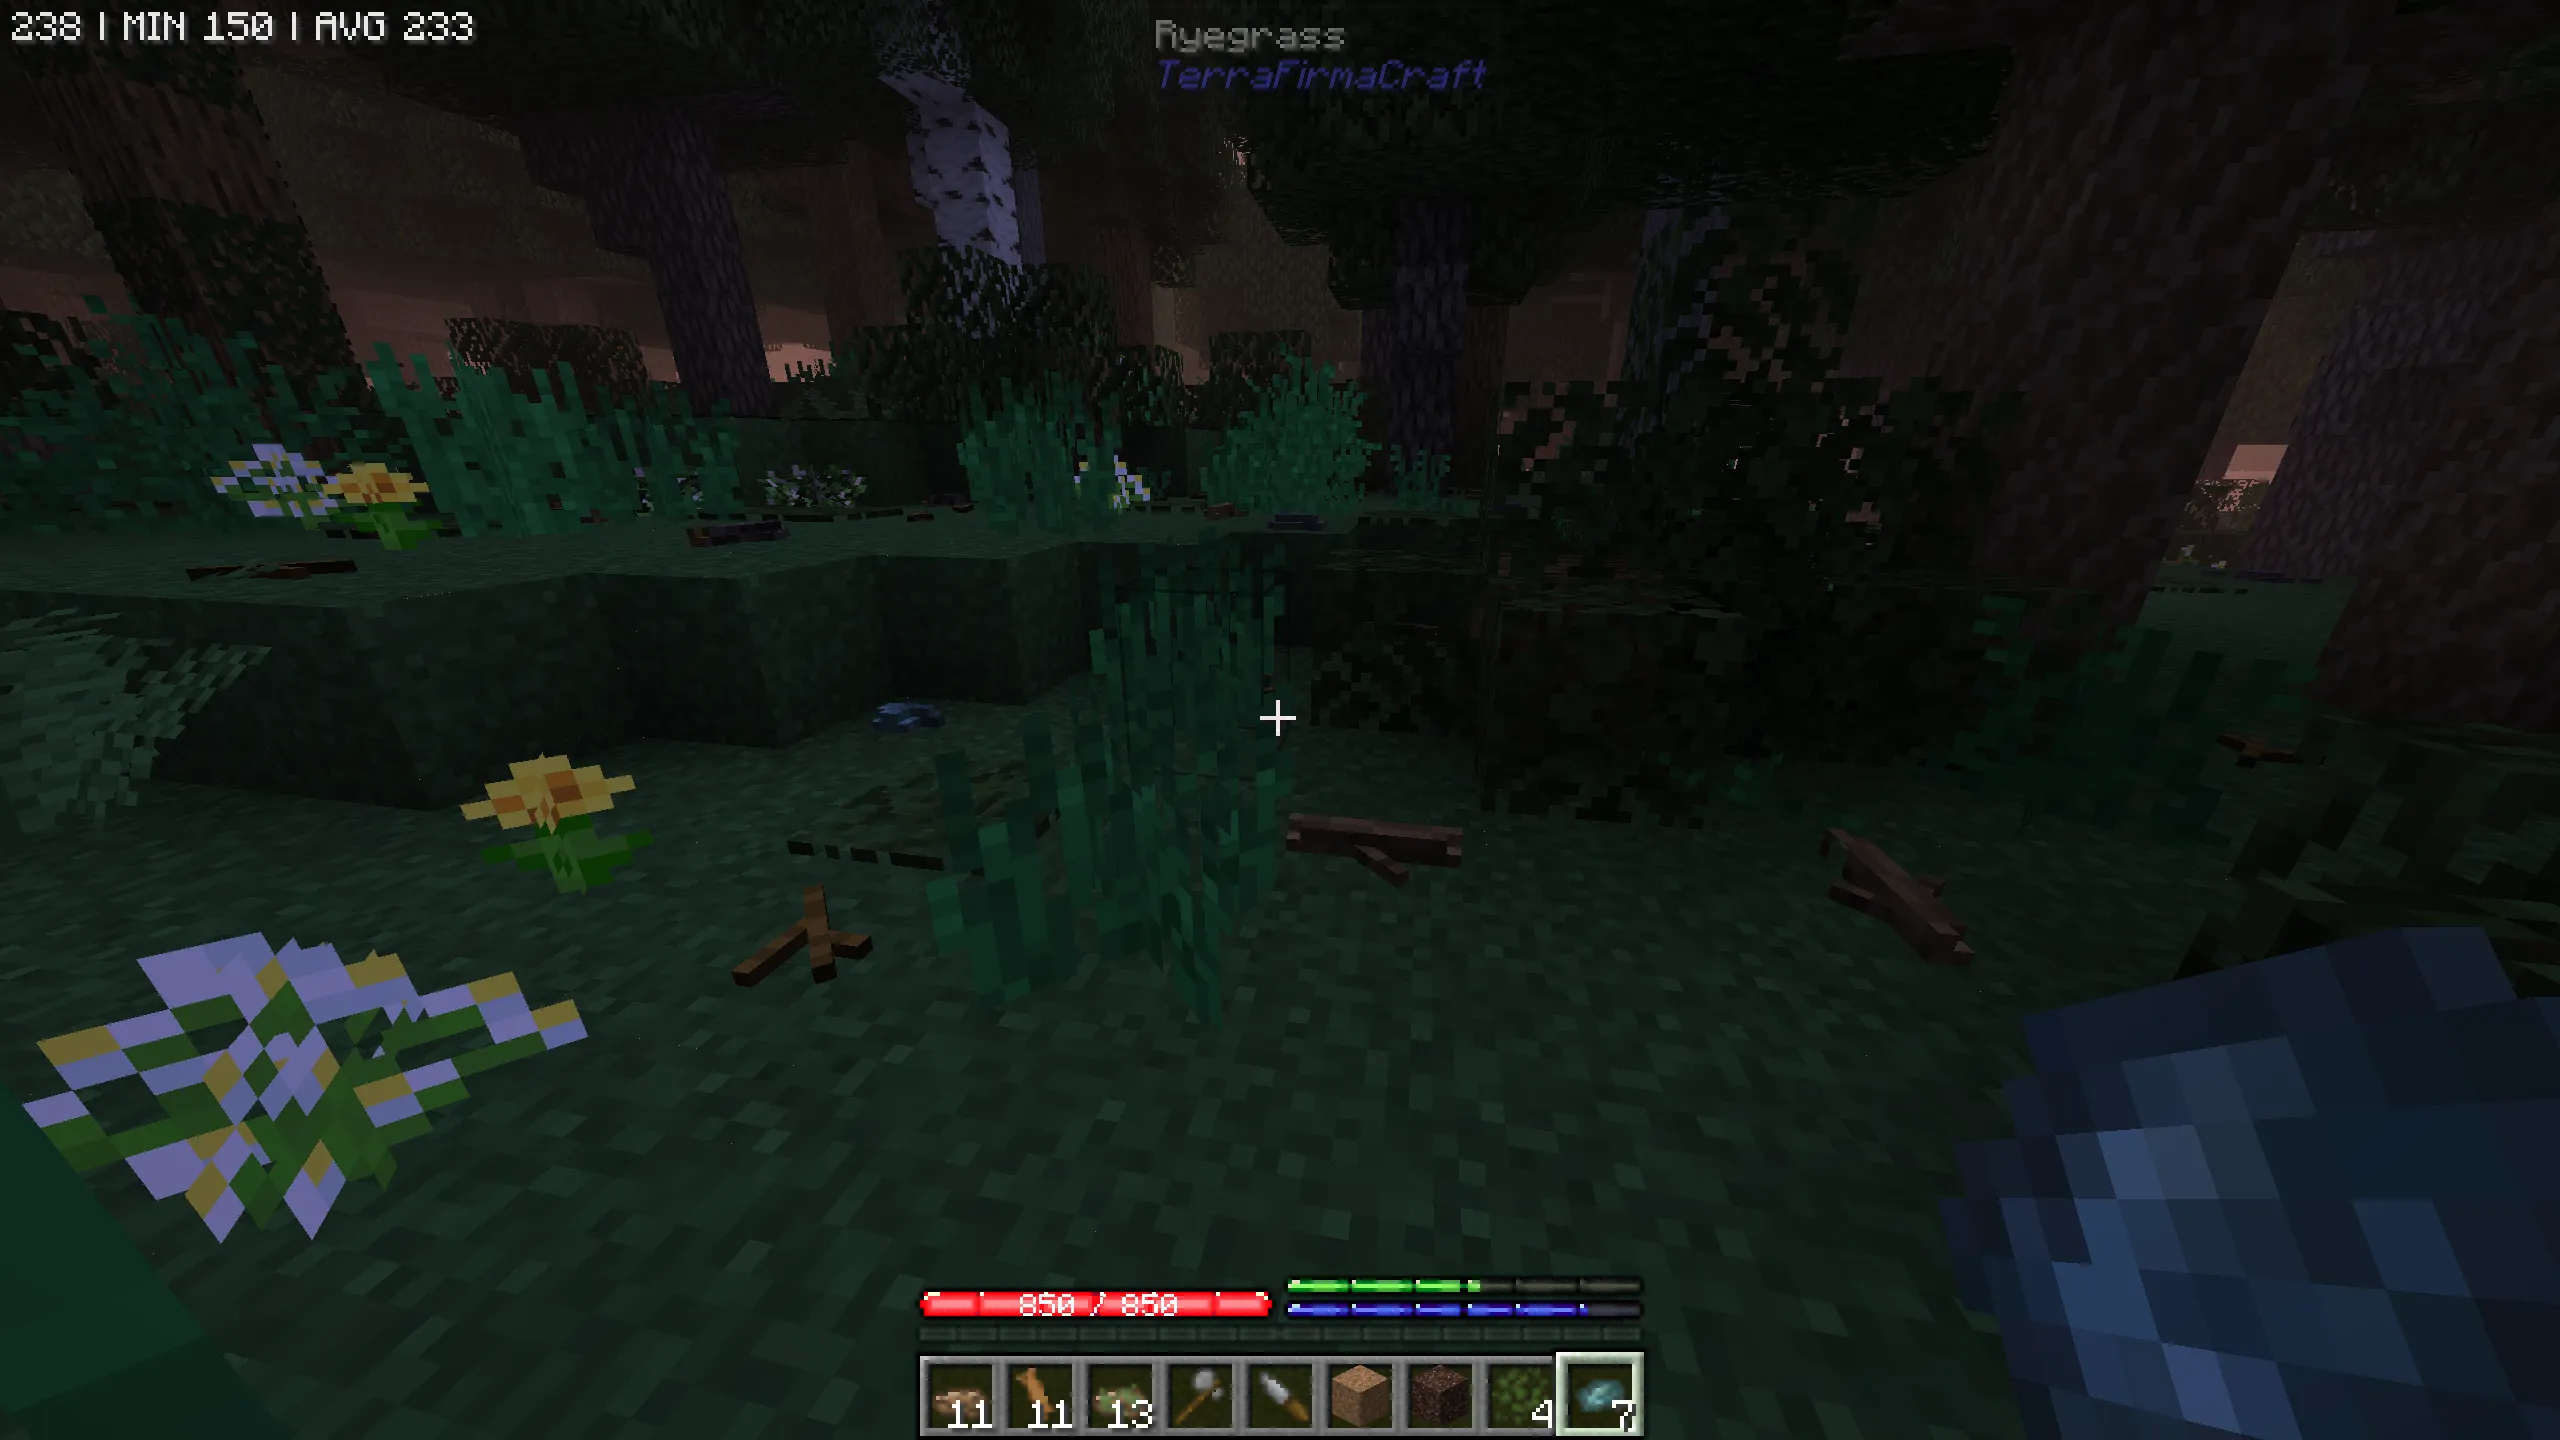 238 | MIN 150 | AVG 233
Ryegrass
TerraFirmaCraft
850 / 850
11 11 13 4 7